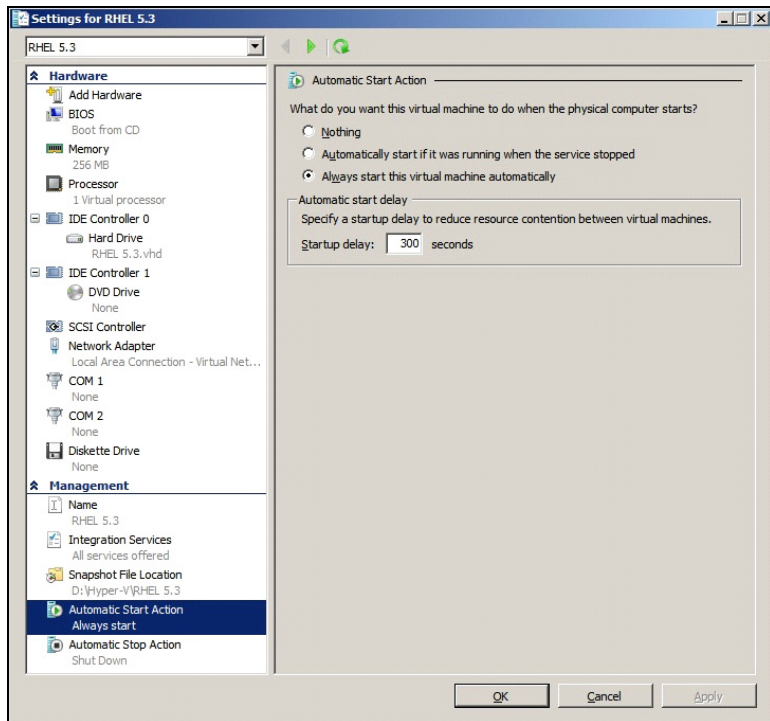 Settings for RHEL 5.3
RHEL 5.3
Hardware
Add Hardware
BIOS
Boot from CD
Memory
256 MB
Processor
1 Virtual processor
IDE Controller 0
Hard Drive
RHEL 5.3.vhd
IDE Controller 1
DVD Drive
None
SCSI Controller
Network Adapter
Local Area Connection - Virtual Net...
COM 1
None
COM 2
None
Diskette Drive
None
Management
Name
RHEL 5.3
Integration Services
All services offered
Snapshot File Location
D:\Hyper-V\RHEL 5.3
Automatic Start Action
Always start
Automatic Stop Action
Shut Down
Automatic Start Action
What do you want this virtual machine to do when the physical computer starts?
Nothing
Automatically start if it was running when the service stopped
Always start this virtual machine automatically
Automatic start delay
Specify a startup delay to reduce resource contention between virtual machines.
Startup delay: 300 seconds
OK Cancel Apply